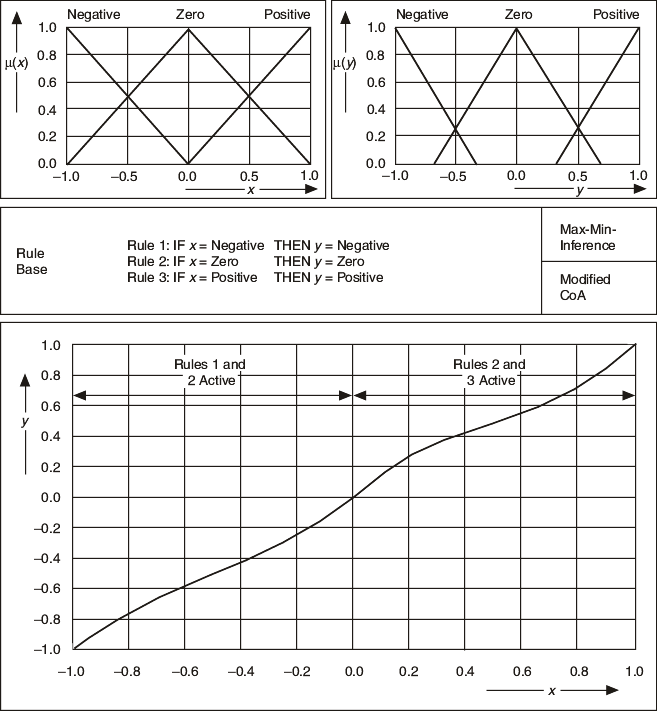 Negative Zero Positive
μ(x)
1.0
0.8
0.6
0.4
0.2
0.0
−1.0 −0.5 0.0 0.5 1.0
x
Negative Zero Positive
μ(y)
1.0
0.8
0.6
0.4
0.2
0.0
−1.0 −0.5 0.0 0.5 1.0
y
Rule
Base
Rule 1: IF x = Negative THEN y = Negative
Rule 2: IF x = Zero THEN y = Zero
Rule 3: IF x = Positive THEN y = Positive
Max-Min-
Inference
Modified
CoA
Rules 1 and
2 Active
Rules 2 and
3 Active
y
1.0
0.8
0.6
0.4
0.2
0.0
−0.2
−0.4
−0.6
−0.8
−1.0
−1.0 −0.8 −0.6 −0.4 −0.2 0.0 0.2 0.4 0.6 0.8 1.0
x